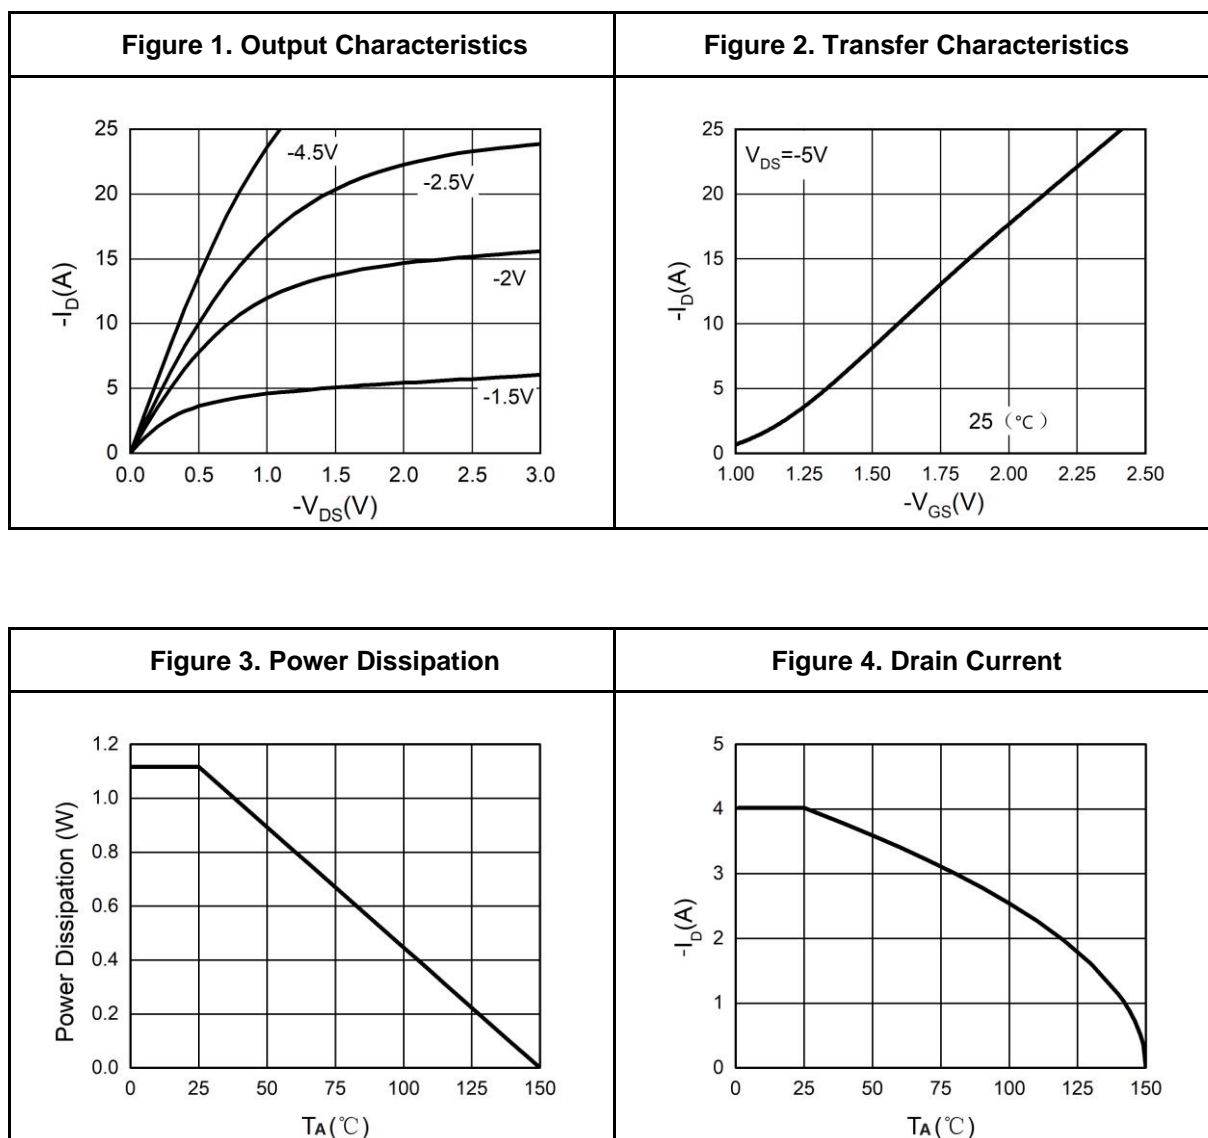 Figure 1. Output Characteristics
Figure 2. Transfer Characteristics
25
20
15
10
5
0
-I_D(A)
-4.5V
-2.5V
-2V
-1.5V
0.0 0.5 1.0 1.5 2.0 2.5 3.0
-V_DS(V)
25
20
15
10
5
0
-I_D(A)
V_DS=-5V
25 (℃)
1.00 1.25 1.50 1.75 2.00 2.25 2.50
-V_GS(V)
Figure 3. Power Dissipation
Figure 4. Drain Current
1.2
1.0
0.8
0.6
0.4
0.2
0.0
Power Dissipation (W)
0 25 50 75 100 125 150
TA(℃)
5
4
3
2
1
0
-I_D(A)
0 25 50 75 100 125 150
TA(℃)